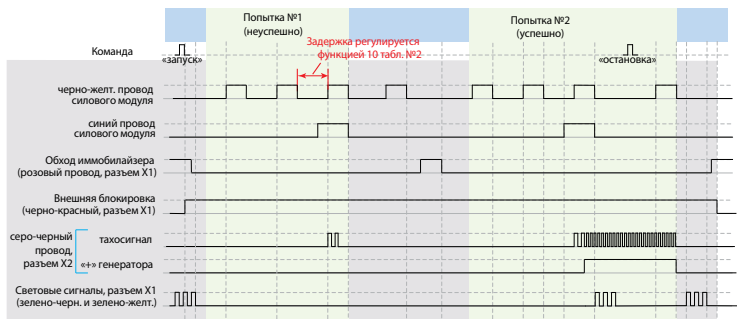 Попытка №1
(неуспешно)
Попытка №2
(успешно)
Задержка регулируется
функцией 10 табл. №2
Команда
«запуск»
«остановка»
черно-желт. провод
силового модуля
синий провод
силового модуля
Обход иммобилайзера
(розовый провод, разъем X1)
Внешняя блокировка
(черно-красный, разъем X1)
серо-черный
провод,
разъем X2
тахосигнал
«+» генератора
Световые сигналы, разъем X1
(зелено-черн. и зелено-желт.)